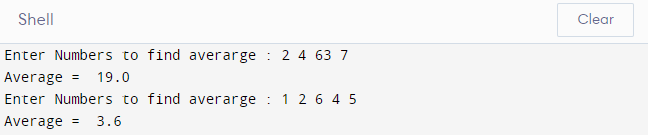 Shell
Clear
Enter Numbers to find averarge : 2 4 63 7
Average =  19.0
Enter Numbers to find averarge : 1 2 6 4 5
Average =  3.6